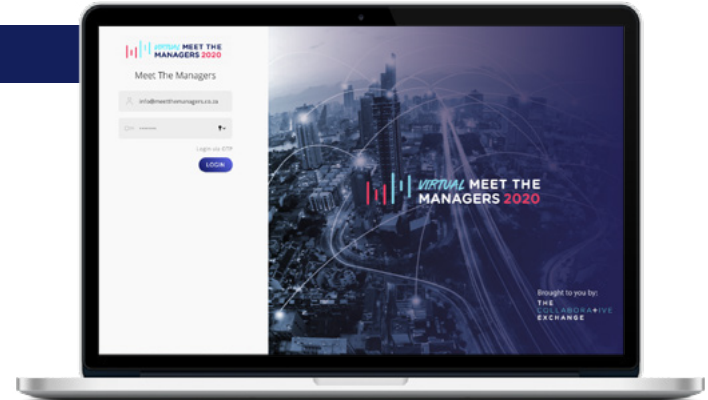 VIRTUAL MEET THE
MANAGERS 2020
Meet The Managers
info@meetthemanagers.co.za
Login via OTP
LOGIN
VIRTUAL MEET THE
MANAGERS 2020
Brought to you by:
THE
COLLABORATIVE
EXCHANGE